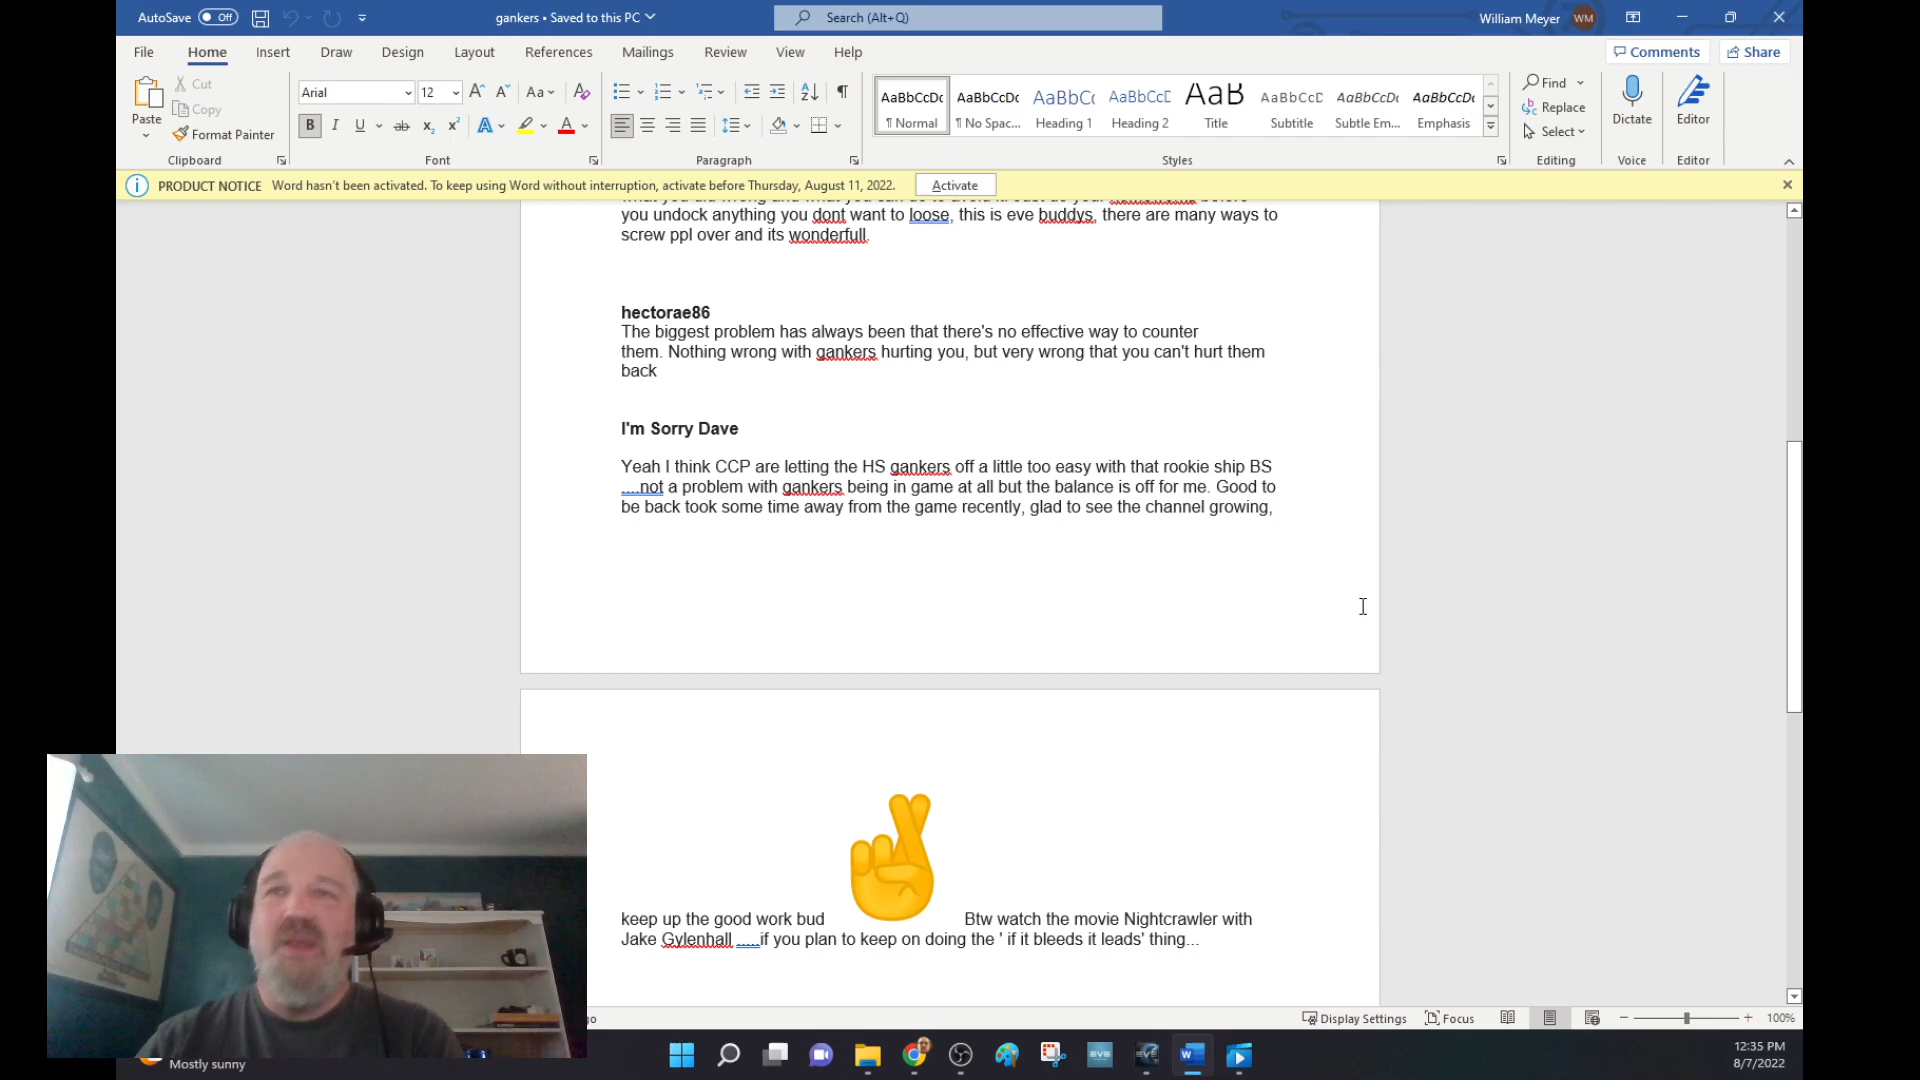 AutoSave Off gankers • Saved to this PC Search (Alt+Q) William Meyer WM
File Home Insert Draw Design Layout References Mailings Review View Help Comments Share
Paste Cut Copy Format Painter
Arial 12
AaBbCcDc AaBbCcDc AaBbCc AaBbCcD AaB AaBbCcD AaBbCcDc AaBbCcDc
¶ Normal ¶ No Spac... Heading 1 Heading 2 Title Subtitle Subtle Em... Emphasis
Find Replace Select Dictate Editor
Clipboard Font Paragraph Styles Editing Voice Editor
PRODUCT NOTICE Word hasn't been activated. To keep using Word without interruption, activate before Thursday, August 11, 2022. Activate
you undock anything you dont want to loose, this is eve buddys, there are many ways to
screw ppl over and its wonderfull.
hectorae86
The biggest problem has always been that there's no effective way to counter
them. Nothing wrong with gankers hurting you, but very wrong that you can't hurt them
back
I'm Sorry Dave
Yeah I think CCP are letting the HS gankers off a little too easy with that rookie ship BS
....not a problem with gankers being in game at all but the balance is off for me. Good to
be back took some time away from the game recently, glad to see the channel growing,
keep up the good work bud Btw watch the movie Nightcrawler with
Jake Gylenhall .....if you plan to keep on doing the ' if it bleeds it leads' thing...
Display Settings Focus 100%
Mostly sunny
12:35 PM
8/7/2022